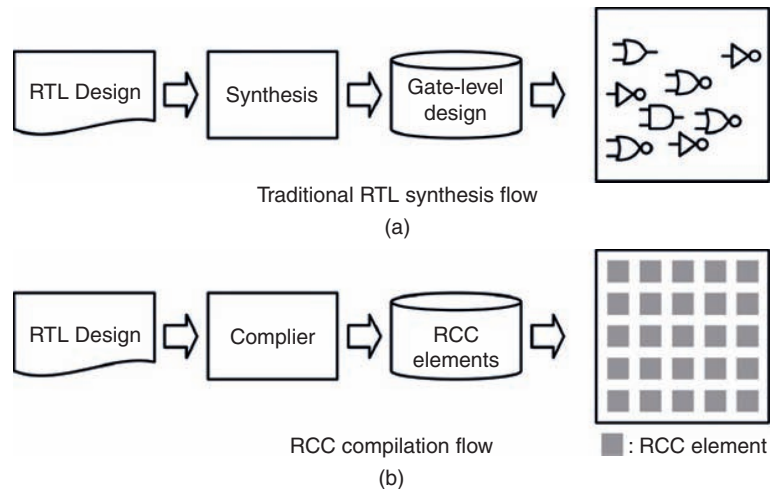 RTL Design
Synthesis
Gate-level
design
Traditional RTL synthesis flow
(a)
RTL Design
Complier
RCC
elements
RCC compilation flow
: RCC element
(b)